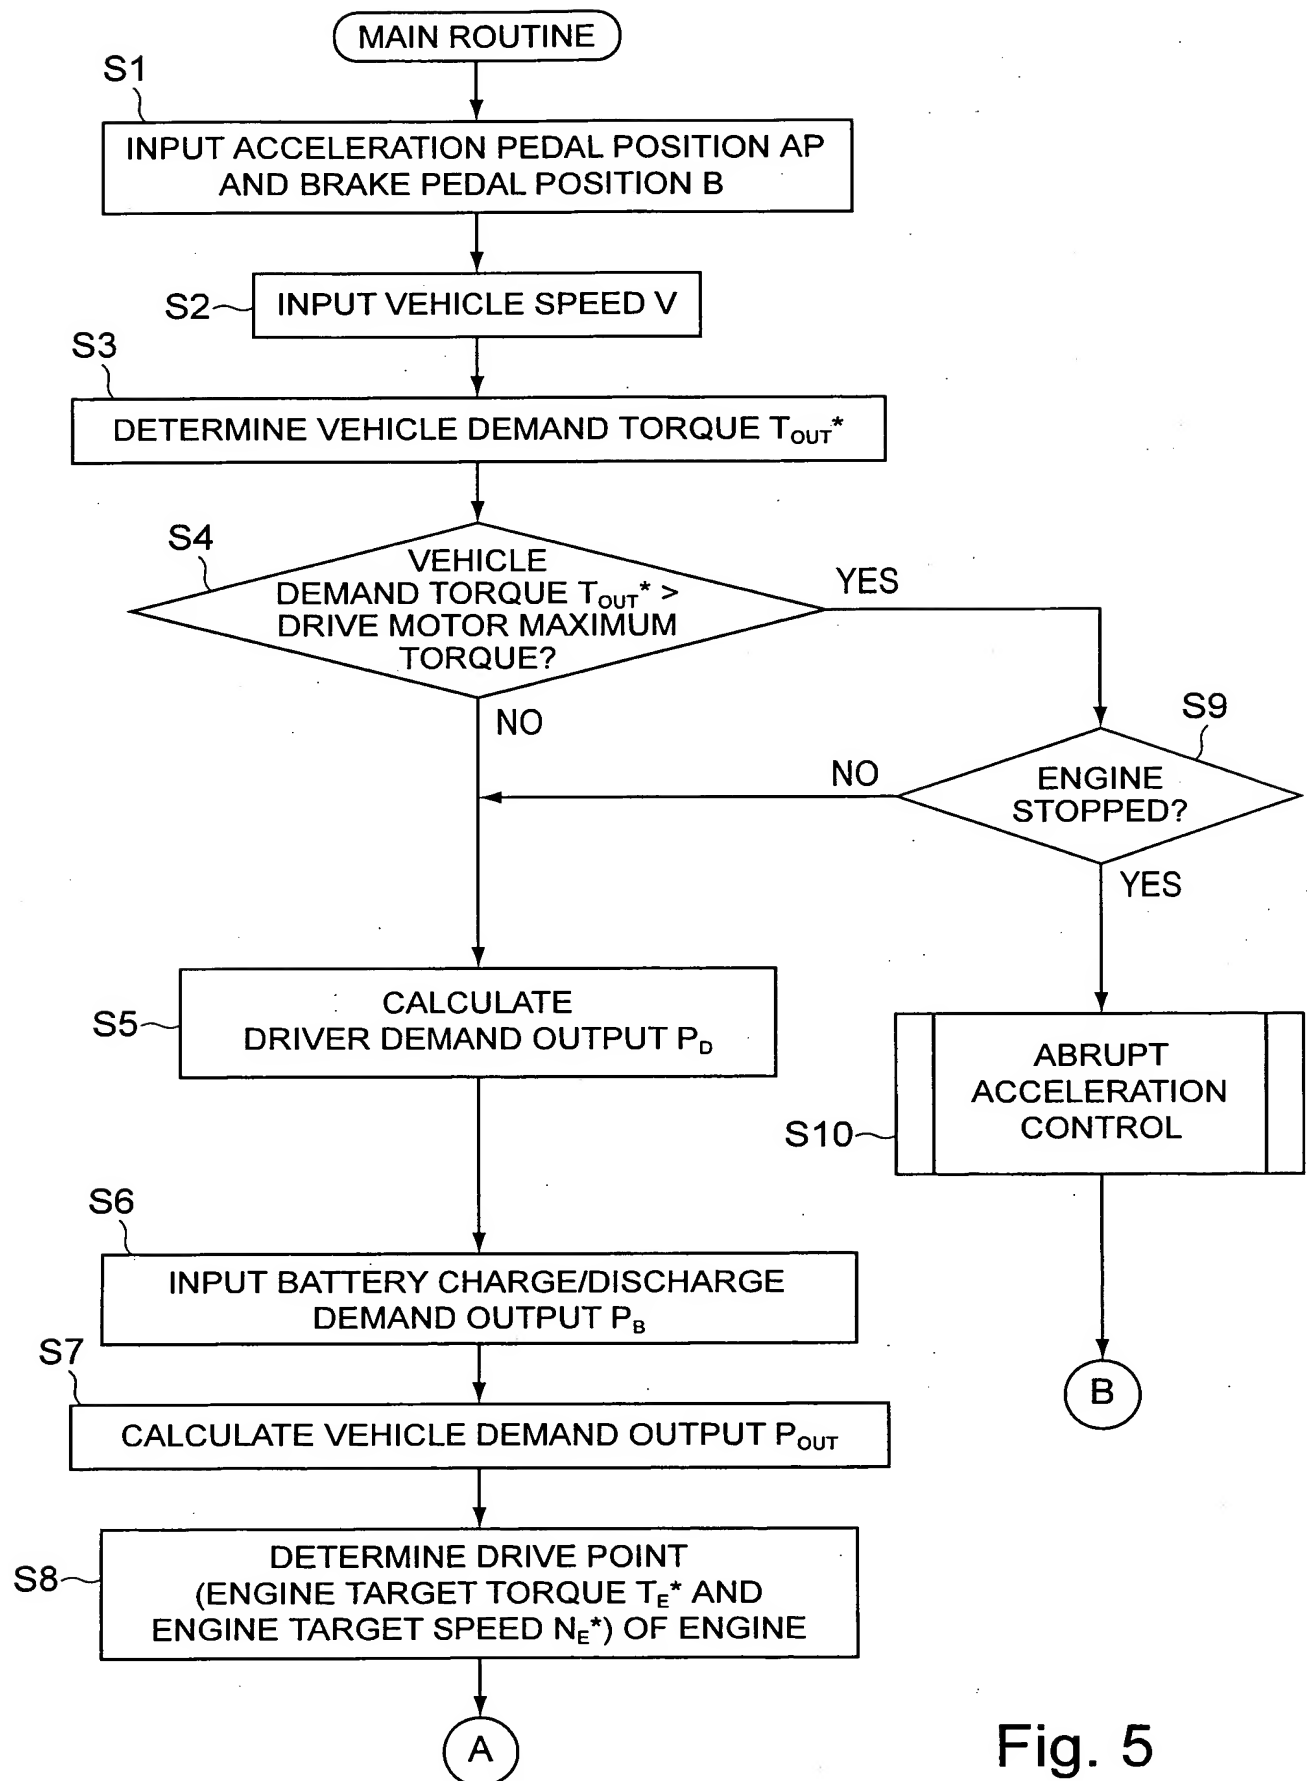 MAIN ROUTINE
S1
INPUT ACCELERATION PEDAL POSITION AP
AND BRAKE PEDAL POSITION B
S2
INPUT VEHICLE SPEED V
S3
DETERMINE VEHICLE DEMAND TORQUE TOUT*
S4
VEHICLE
DEMAND TORQUE TOUT* >
DRIVE MOTOR MAXIMUM
TORQUE?
YES
NO
S9
ENGINE
STOPPED?
NO
YES
S5
CALCULATE
DRIVER DEMAND OUTPUT PD
S10
ABRUPT
ACCELERATION
CONTROL
S6
INPUT BATTERY CHARGE/DISCHARGE
DEMAND OUTPUT PB
S7
CALCULATE VEHICLE DEMAND OUTPUT POUT
B
S8
DETERMINE DRIVE POINT
(ENGINE TARGET TORQUE TE* AND
ENGINE TARGET SPEED NE*) OF ENGINE
A
Fig. 5